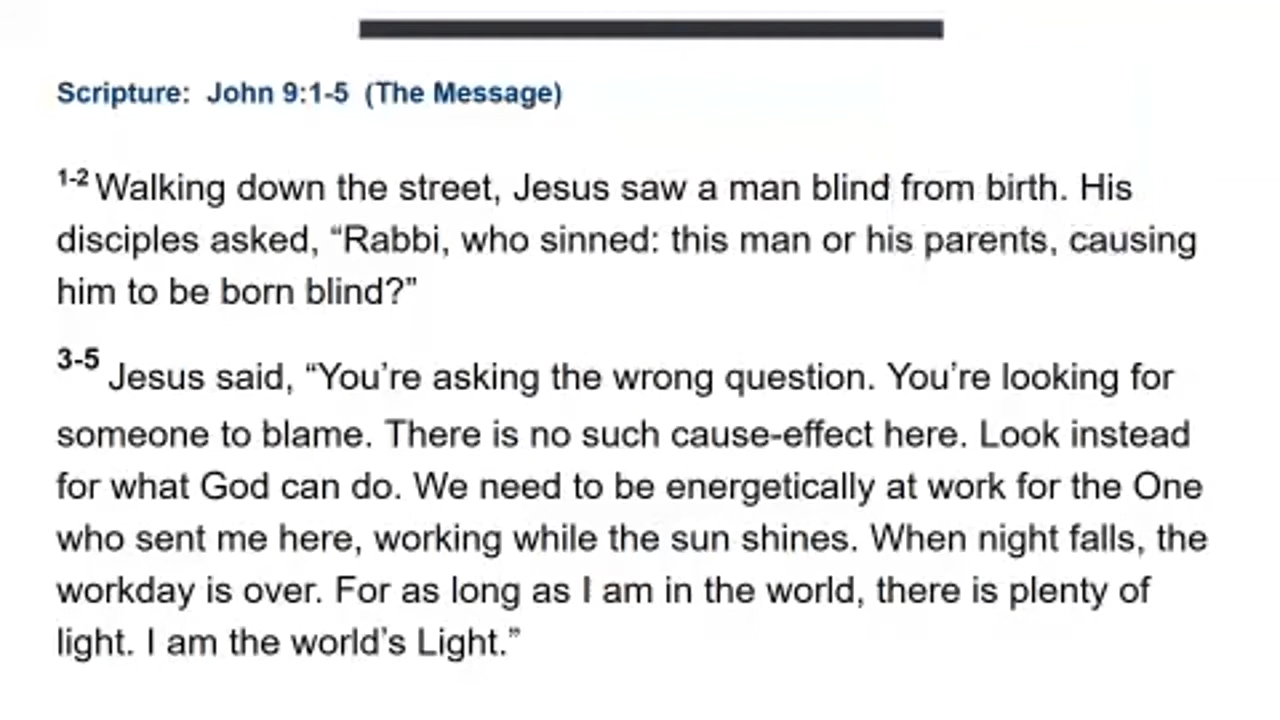 Scripture:  John 9:1-5  (The Message)
1-2 Walking down the street, Jesus saw a man blind from birth. His
disciples asked, “Rabbi, who sinned: this man or his parents, causing
him to be born blind?”
3-5 Jesus said, “You’re asking the wrong question. You’re looking for
someone to blame. There is no such cause-effect here. Look instead
for what God can do. We need to be energetically at work for the One
who sent me here, working while the sun shines. When night falls, the
workday is over. For as long as I am in the world, there is plenty of
light. I am the world’s Light.”